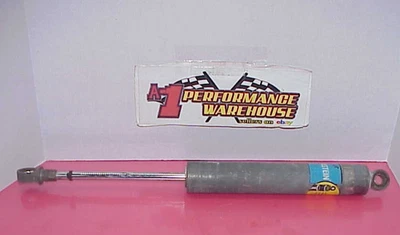 A-1
PERFORMANCE
WAREHOUSE
sellers on ebay